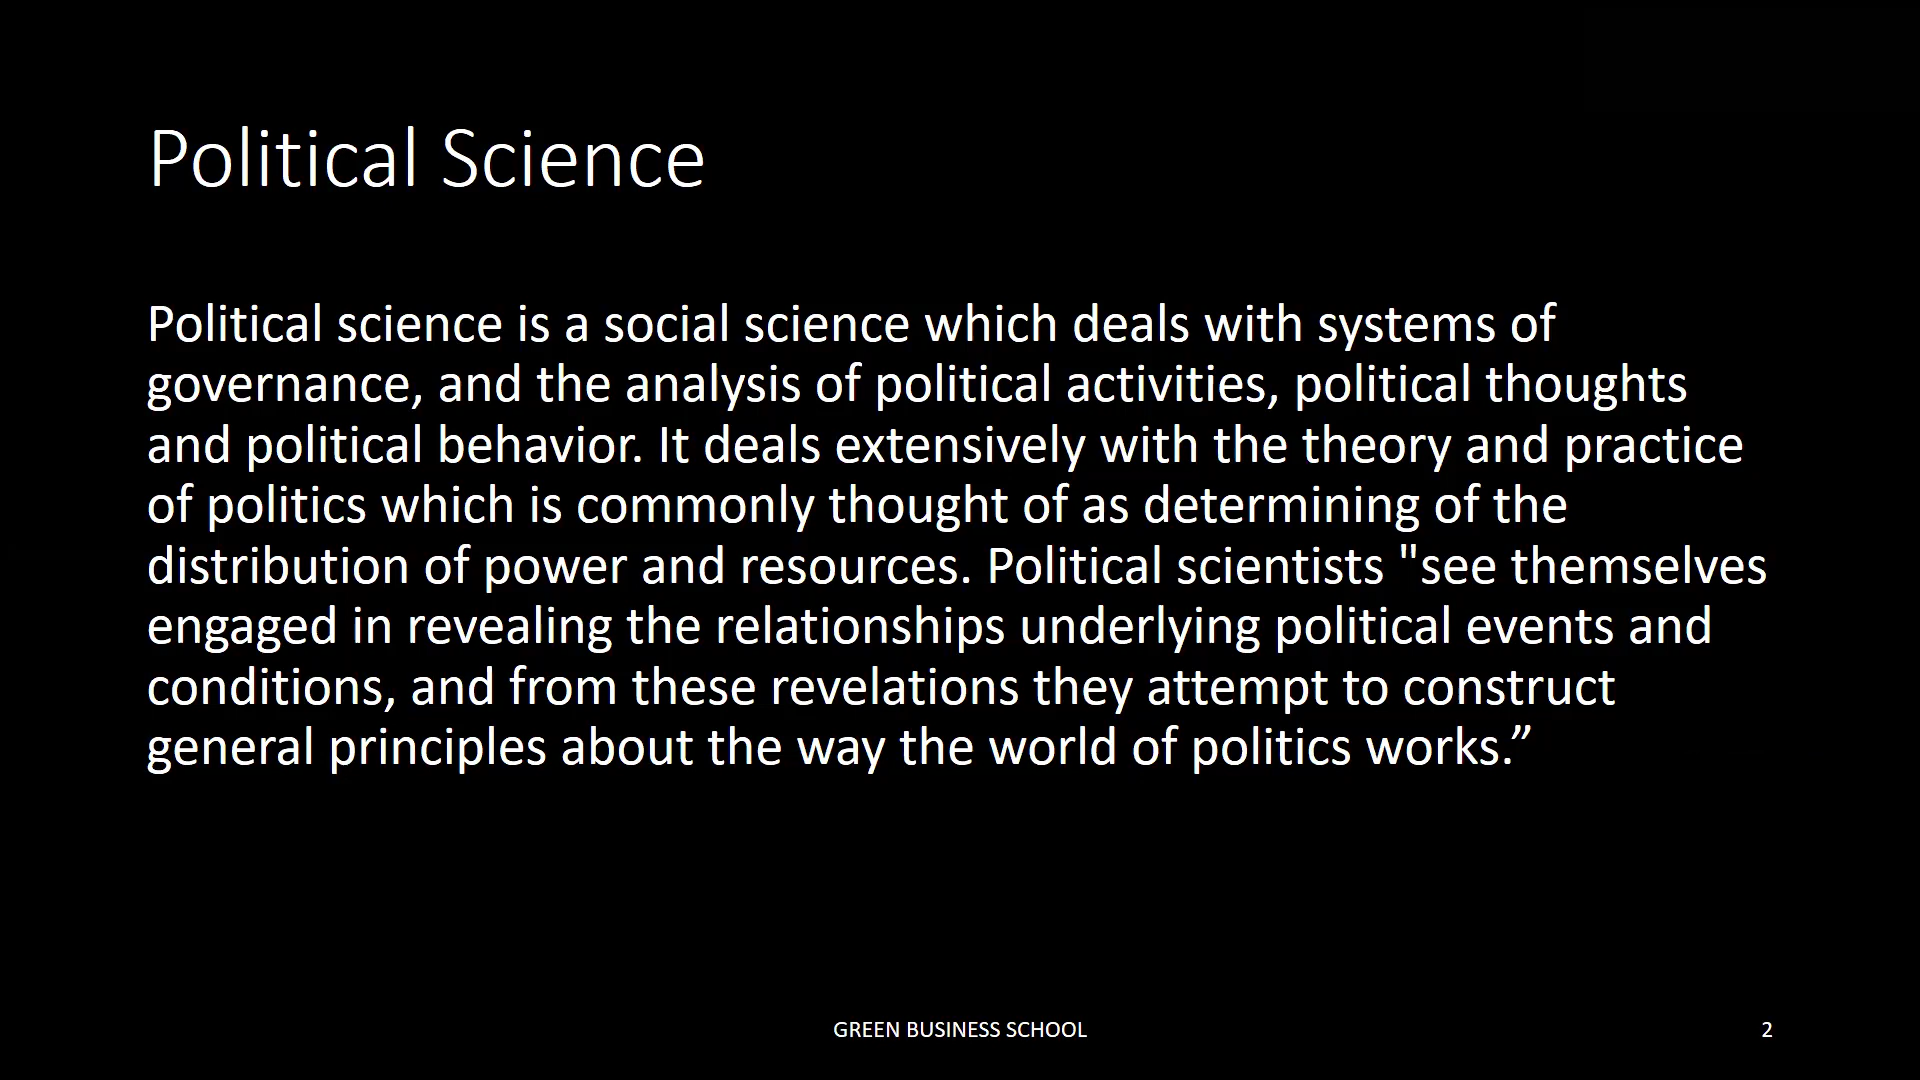 Political Science
Political science is a social science which deals with systems of
governance, and the analysis of political activities, political thoughts
and political behavior. It deals extensively with the theory and practice
of politics which is commonly thought of as determining of the
distribution of power and resources. Political scientists "see themselves
engaged in revealing the relationships underlying political events and
conditions, and from these revelations they attempt to construct
general principles about the way the world of politics works.”
GREEN BUSINESS SCHOOL
2